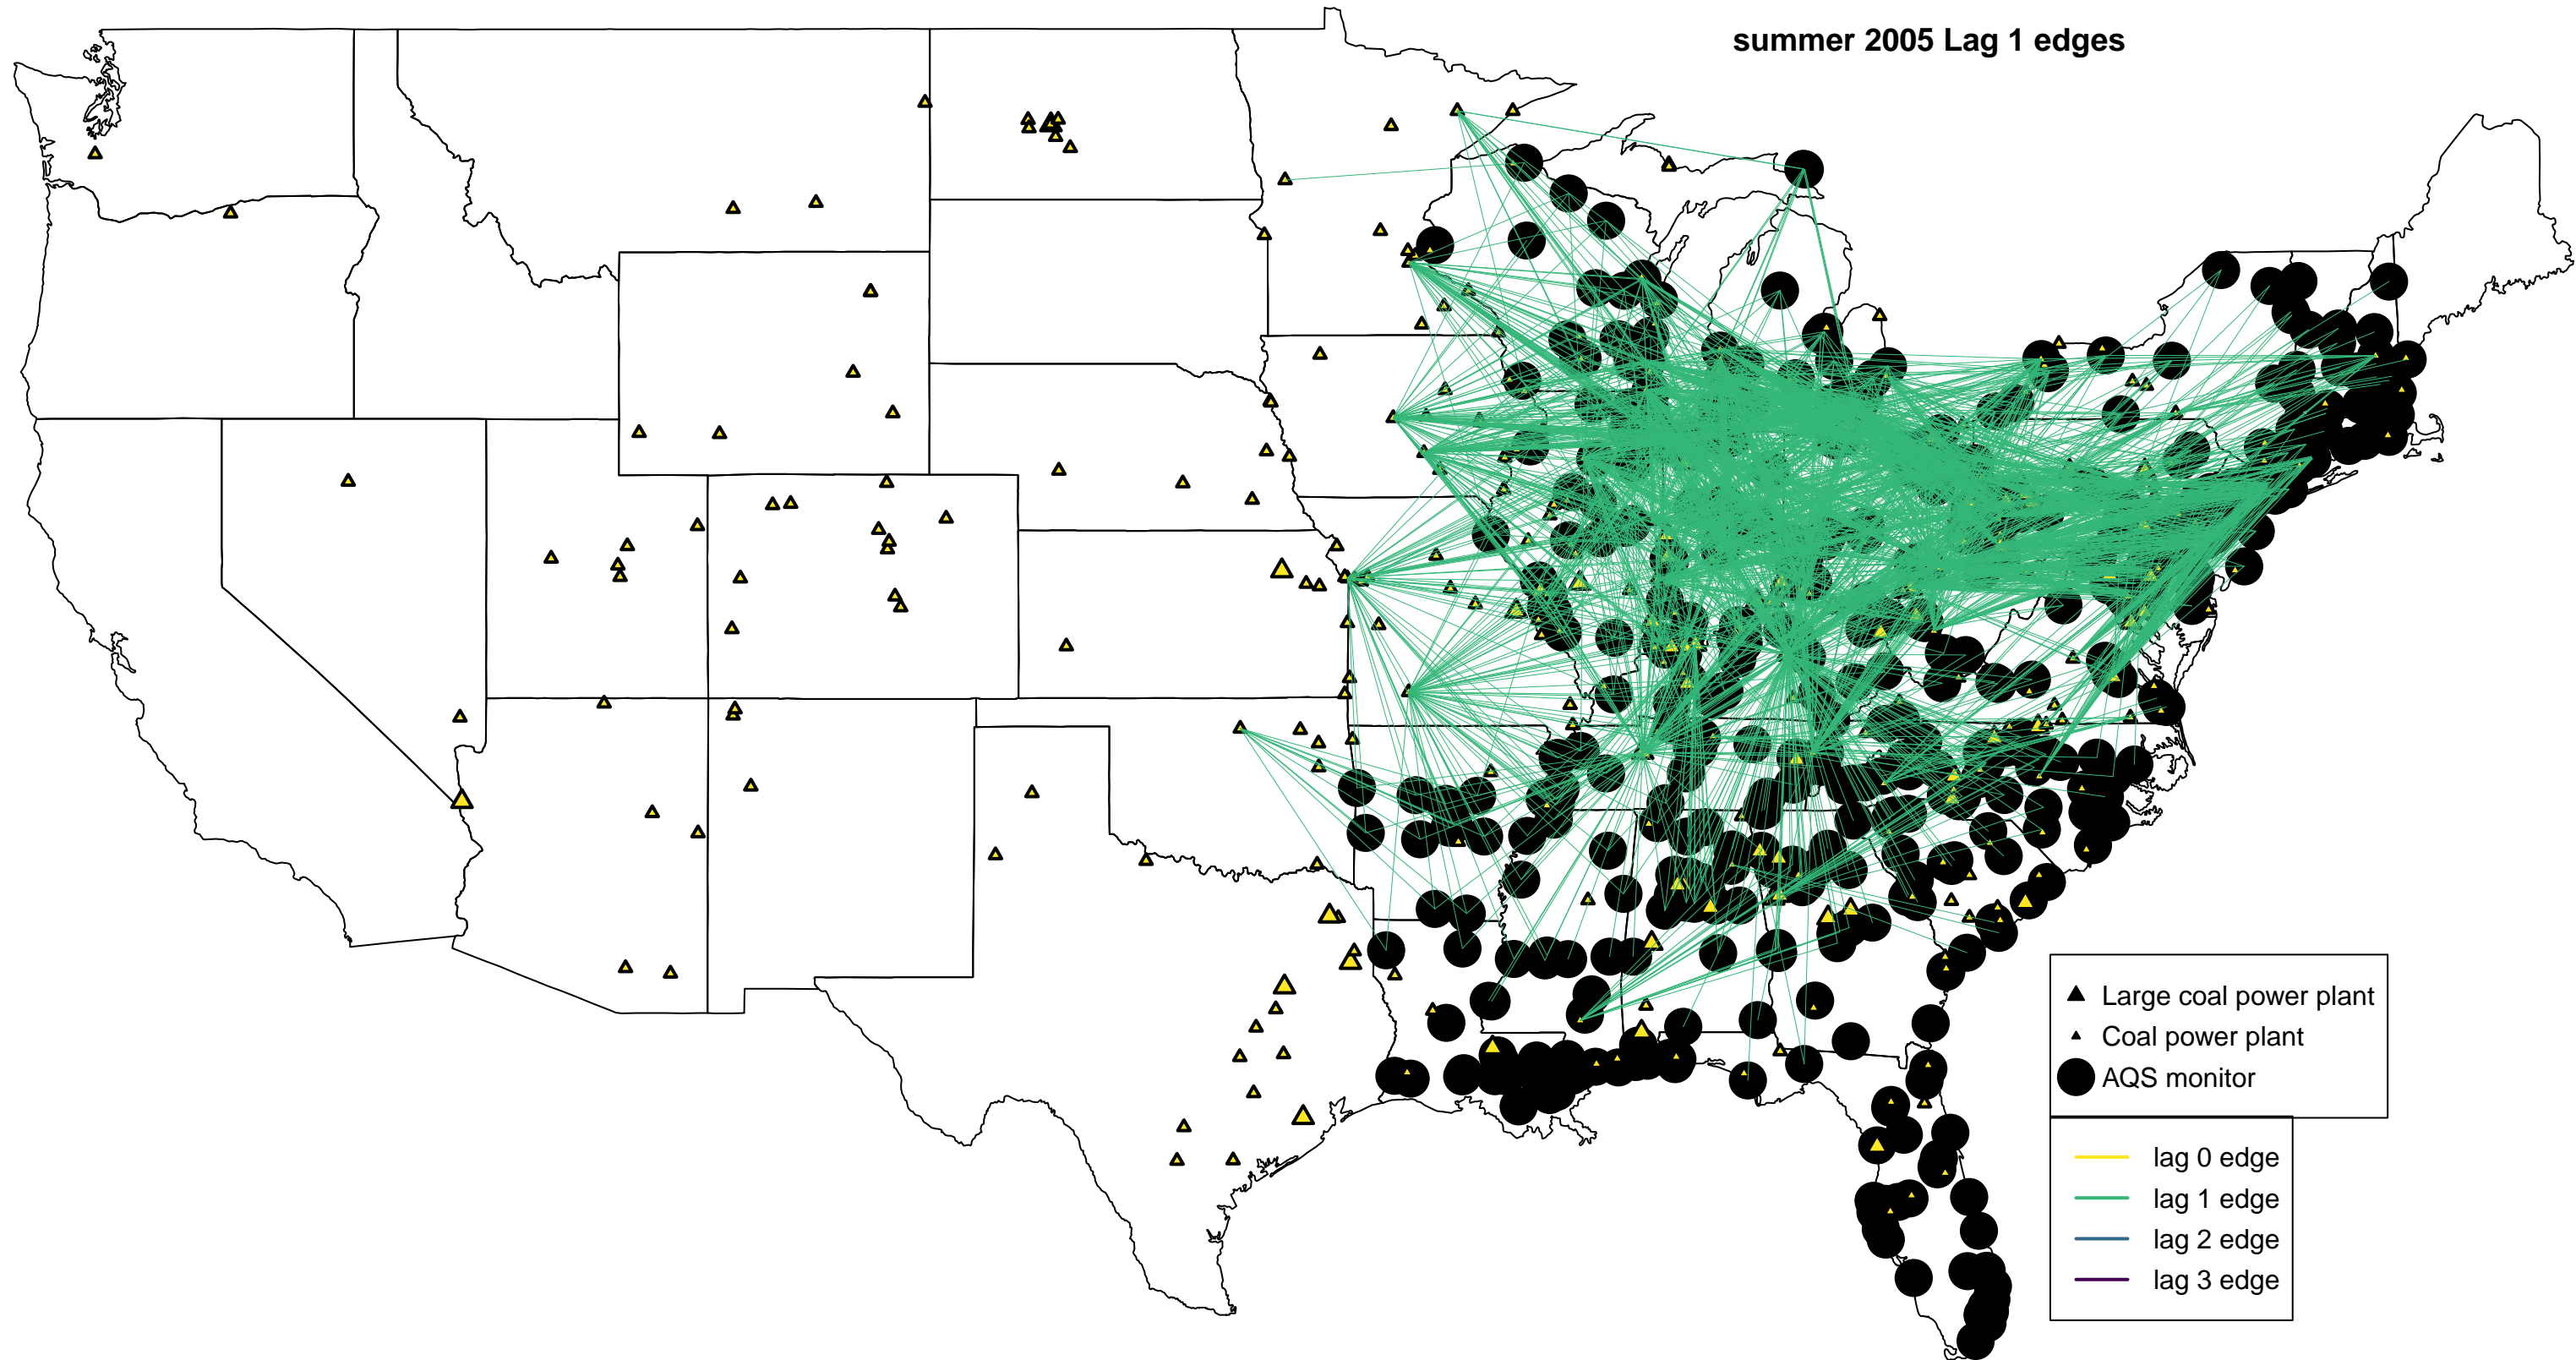 summer 2005 Lag 1 edges
Large coal power plant
Coal power plant
AQS monitor
lag 0 edge
lag 1 edge
lag 2 edge
lag 3 edge